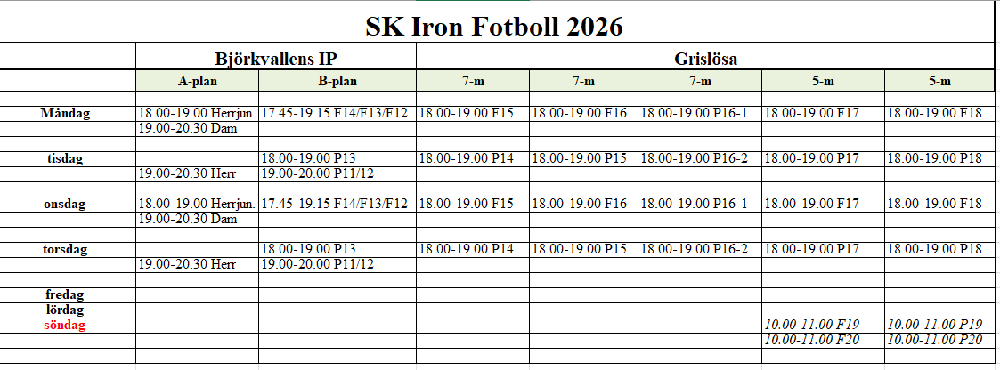 SK Iron Fotboll 2026
Björkvallens IP Grislösa
A-plan B-plan 7-m 7-m 7-m 5-m 5-m
Måndag 18.00-19.00 Herrjun. 17.45-19.15 F14/F13/F12 18.00-19.00 F15 18.00-19.00 F16 18.00-19.00 P16-1 18.00-19.00 F17 18.00-19.00 F18
19.00-20.30 Dam
tisdag 18.00-19.00 P13 18.00-19.00 P14 18.00-19.00 P15 18.00-19.00 P16-2 18.00-19.00 P17 18.00-19.00 P18
19.00-20.30 Herr 19.00-20.00 P11/12
onsdag 18.00-19.00 Herrjun. 17.45-19.15 F14/F13/F12 18.00-19.00 F15 18.00-19.00 F16 18.00-19.00 P16-1 18.00-19.00 F17 18.00-19.00 F18
19.00-20.30 Dam
torsdag 18.00-19.00 P13 18.00-19.00 P14 18.00-19.00 P15 18.00-19.00 P16-2 18.00-19.00 P17 18.00-19.00 P18
19.00-20.30 Herr 19.00-20.00 P11/12
fredag
lördag
söndag 10.00-11.00 F19 10.00-11.00 P19
10.00-11.00 F20 10.00-11.00 P20